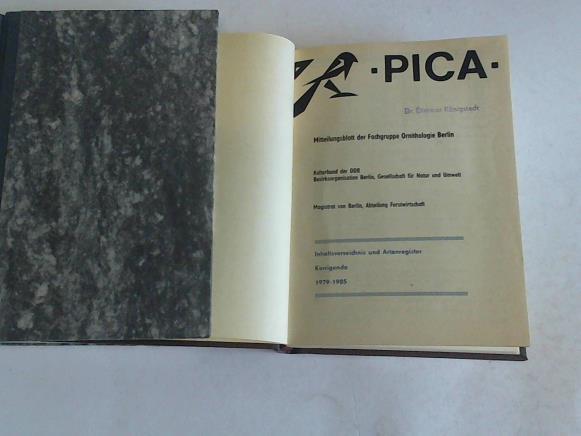 ·PICA·
Dr. Dietmar Königstedt
Mitteilungsblatt der Fachgruppe Ornithologie Berlin
Kulturbund der DDR
Bezirksorganisation Berlin, Gesellschaft für Natur und Umwelt
Magistrat von Berlin, Abteilung Forstwirtschaft
Inhaltsverzeichnis und Artenregister
Korrigenda
1979-1985